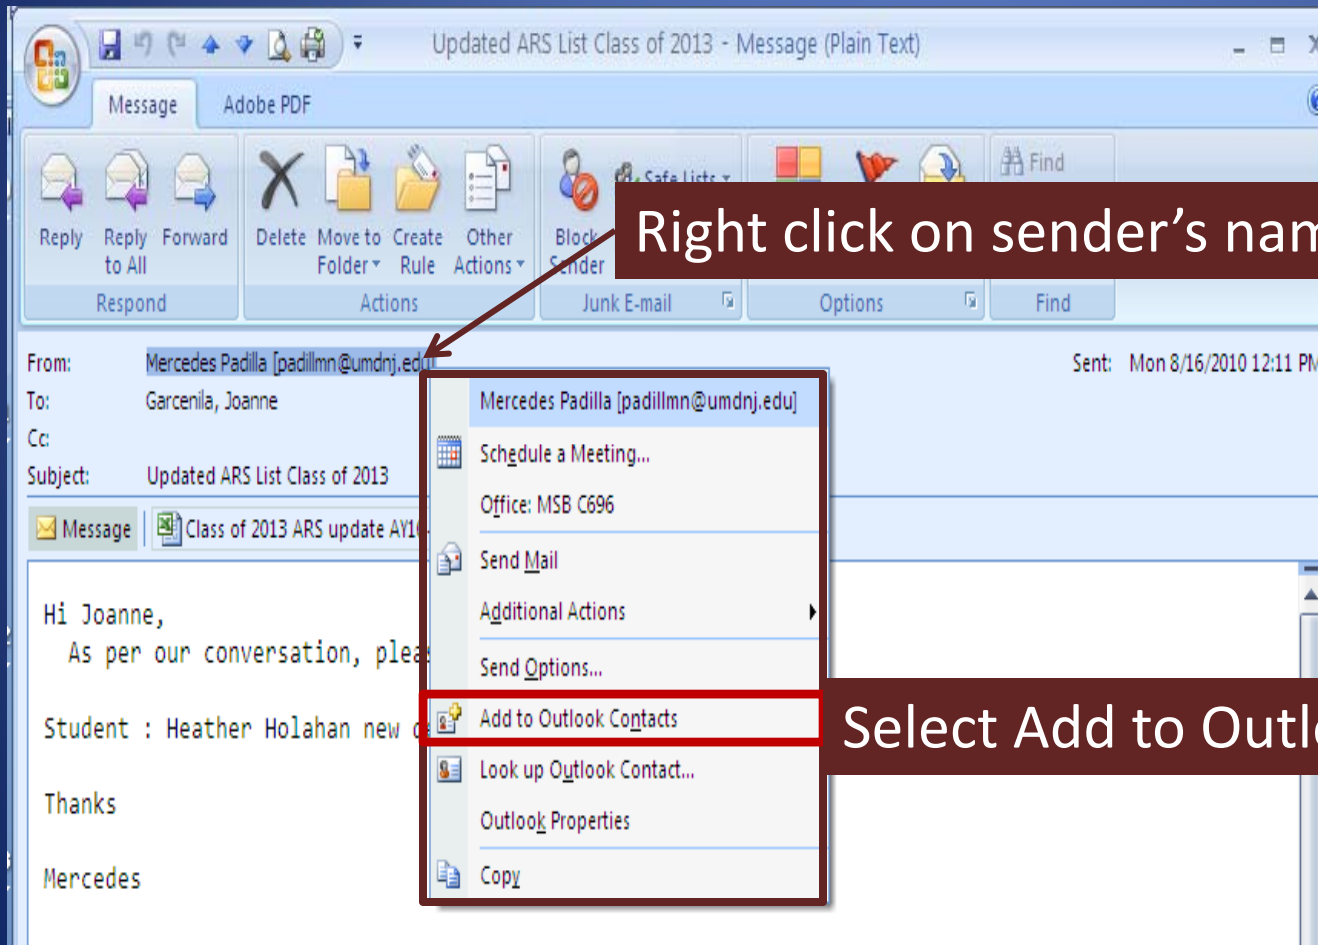 Updated ARS List Class of 2013 - Message (Plain Text)
Message Adobe PDF
Safe Lists
Find
Right click on sender's
Reply Reply to All Forward Delete Move to Folder Create Rule Other Actions Block Sender
Respond Actions Junk E-mail Options Find
From: Mercedes Padilla [padillmn@umdnj.edu] Sent: Mon 8/16/2010 12:11 PM
To: Garcenila, Joanne
Cc:
Subject: Updated ARS List Class of 2013
Message Class of 2013 ARS update
Mercedes Padilla [padillmn@umdnj.edu]
Schedule a Meeting...
Office: MSB C696
Send Mail
Additional Actions
Send Options...
Add to Outlook Contacts
Look up Outlook Contact...
Outlook Properties
Copy
Select Add to
Hi Joanne,
As per our conversation,
Student : Heather Holahan new
Thanks
Mercedes